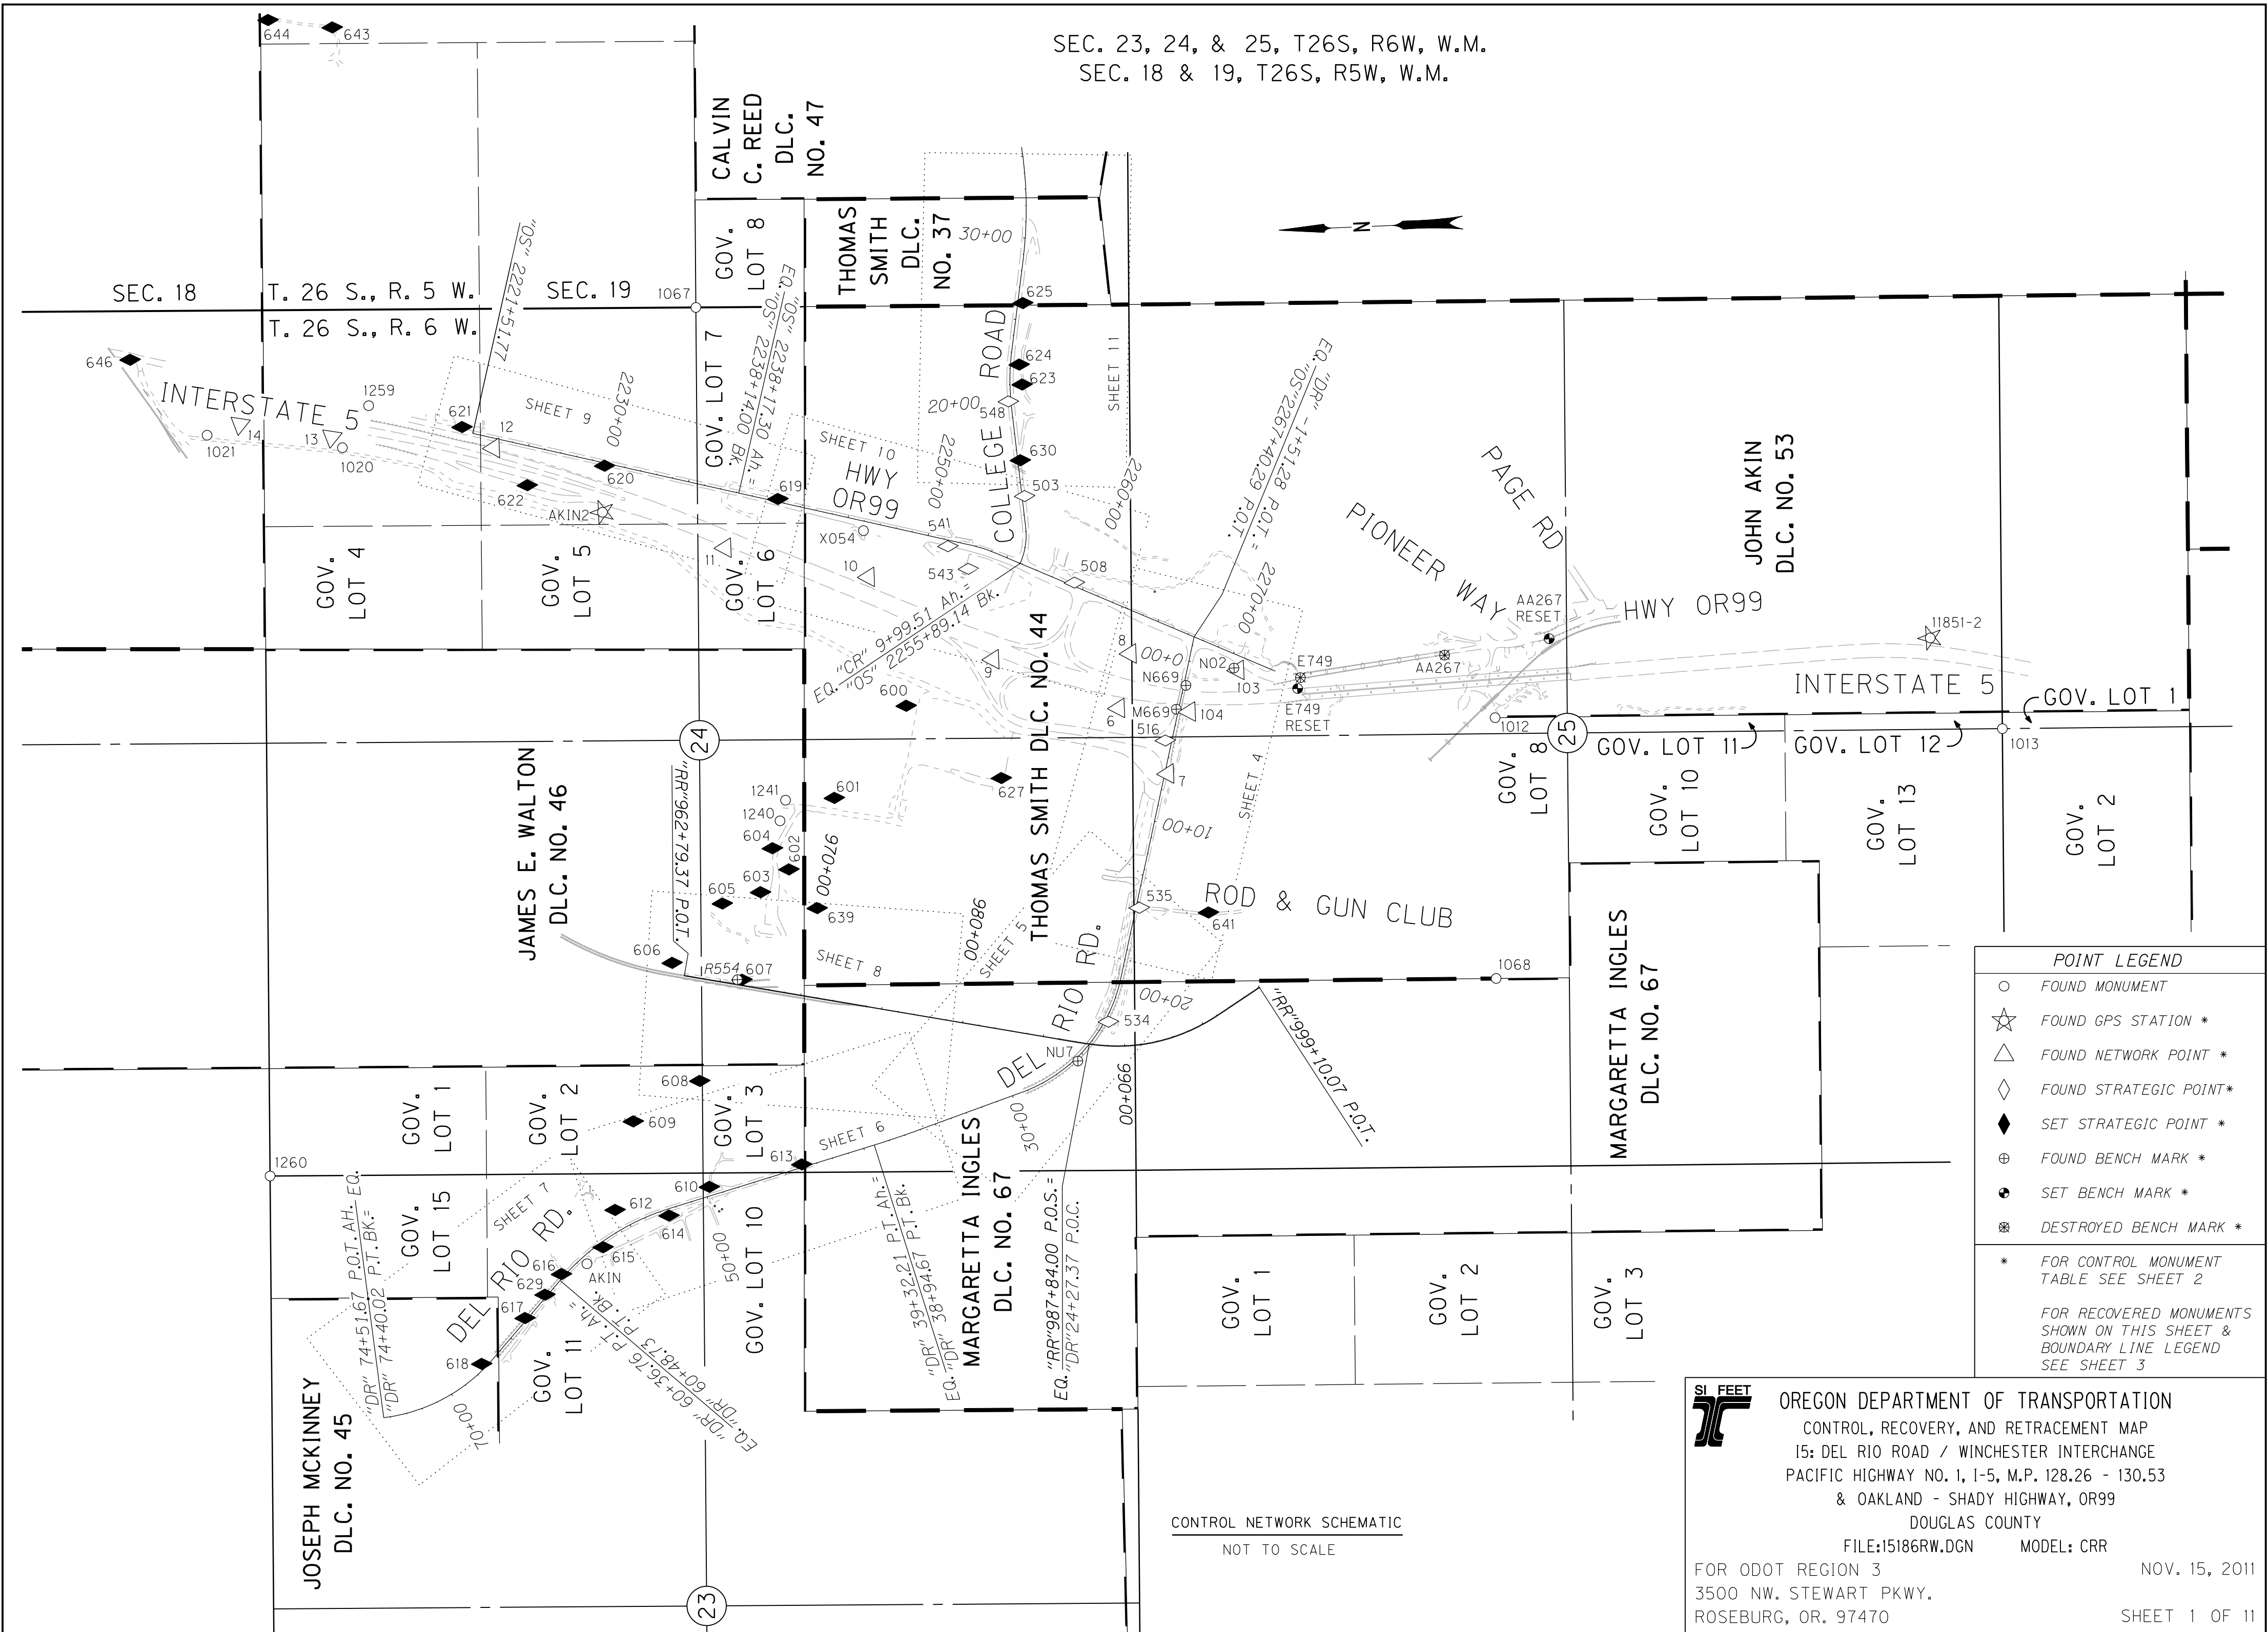 SEC. 23, 24, & 25, T26S, R6W, W.M.
SEC. 18 & 19, T26S, R5W, W.M.
644
643
CALVIN
C. REED
DLC.
NO. 47
THOMAS
SMITH
DLC.
NO. 37
GOV.
LOT 8
30+00
N
"OS" 2221+51.77
SEC. 18
T. 26 S., R. 5 W.
SEC. 19
1067
T. 26 S., R. 6 W.
EQ. "OS" 2238+17.30 Ah.=
"OS" 2238+14.00 BK.
625
624
623
COLLEGE ROAD
SHEET 11
646
INTERSTATE 5
1259
14
13
1021
1020
621
12
SHEET 9
2230+00
620
622
AKIN2
GOV. LOT 7
20+00
548
630
503
SHEET 10
HWY
OR99
2250+00
2260+00
619
X054
541
543
508
11
10
EQ. "DR" -1+51.28 P.O.T.=
"OS"2267+40.29 P.O.T.
2270+00
PAGE RD
PIONEER WAY
JOHN AKIN
DLC. NO. 53
AA267
RESET
HWY OR99
11851-2
GOV.
LOT 4
GOV.
LOT 5
GOV.
LOT 6
EQ. "CR" 9+99.51 Ah.=
"OS" 2255+89.14 Bk.
THOMAS SMITH DLC. NO. 44
8
9
0+00
N02
103
N669
E749
AA267
E749
RESET
6
M669
104
516
7
INTERSTATE 5
GOV. LOT 1
1012
25
GOV. LOT 11
GOV. LOT 12
1013
600
24
JAMES E. WALTON
DLC. NO. 46
"RR"962+79.37 P.O.T.
1241
601
627
1240
604
602
603
605
970+00
639
SHEET 4
10+00
GOV.
LOT 8
GOV.
LOT 10
GOV.
LOT 13
GOV.
LOT 2
535
ROD & GUN CLUB
641
606
R554
607
SHEET 8
980+00
SHEET 5
DEL RIO RD.
20+00
534
NU7
1068
"RR"999+10.07 P.O.T.
MARGARETTA INGLES
DLC. NO. 67
990+00
30+00
608
609
GOV.
LOT 1
GOV.
LOT 2
GOV.
LOT 3
SHEET 6
613
1260
610
612
614
615
616
AKIN
629
617
618
GOV.
LOT 15
SHEET 7
DEL RIO RD.
"DR" 74+51.67 P.O.T. AH. EQ.
"DR" 74+40.02 P.T. BK.=
GOV.
LOT 11
50+00
GOV. LOT 10
70+00
EQ. "DR" 60+36.76 P.T. Ah.=
"DR" 60+48.73 P.T. BK.
"DR" 39+32.21 P.T. Ah.=
EQ. "DR" 38+94.67 P.T. BK.
MARGARETTA INGLES
DLC. NO. 67
EQ. "RR"987+84.00 P.O.S.=
"DR"24+27.37 P.O.C.
JOSEPH MCKINNEY
DLC. NO. 45
23
GOV.
LOT 1
GOV.
LOT 2
GOV.
LOT 3
CONTROL NETWORK SCHEMATIC
NOT TO SCALE
POINT LEGEND
FOUND MONUMENT
FOUND GPS STATION *
FOUND NETWORK POINT *
FOUND STRATEGIC POINT*
SET STRATEGIC POINT *
FOUND BENCH MARK *
SET BENCH MARK *
DESTROYED BENCH MARK *
* FOR CONTROL MONUMENT
TABLE SEE SHEET 2
FOR RECOVERED MONUMENTS
SHOWN ON THIS SHEET &
BOUNDARY LINE LEGEND
SEE SHEET 3
SI FEET
OREGON DEPARTMENT OF TRANSPORTATION
CONTROL, RECOVERY, AND RETRACEMENT MAP
I5: DEL RIO ROAD / WINCHESTER INTERCHANGE
PACIFIC HIGHWAY NO. 1, I-5, M.P. 128.26 - 130.53
& OAKLAND - SHADY HIGHWAY, OR99
DOUGLAS COUNTY
FILE:15186RW.DGN MODEL: CRR
FOR ODOT REGION 3 NOV. 15, 2011
3500 NW. STEWART PKWY.
ROSEBURG, OR. 97470 SHEET 1 OF 11